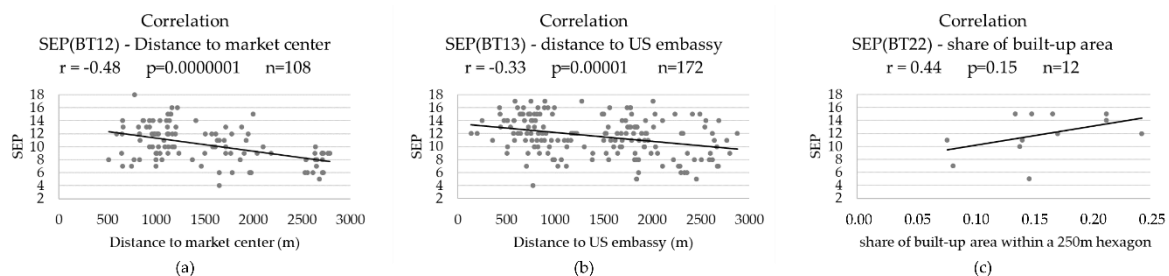 Correlation
SEP(BT12) - Distance to market center
r = -0.48 p=0.0000001 n=108
18
16
14
12
10
8
6
4
2
SEP
0 500 1000 1500 2000 2500 3000
Distance to market center (m)
(a)
Correlation
SEP(BT13) - distance to US embassy
r = -0.33 p=0.00001 n=172
18
16
14
12
10
8
6
4
2
SEP
0 500 1000 1500 2000 2500 3000
Distance to US embassy (m)
(b)
Correlation
SEP(BT22) - share of built-up area
r = 0.44 p=0.15 n=12
18
16
14
12
10
8
6
4
2
SEP
0.00 0.05 0.10 0.15 0.20 0.25
share of built-up area within a 250m hexagon
(c)